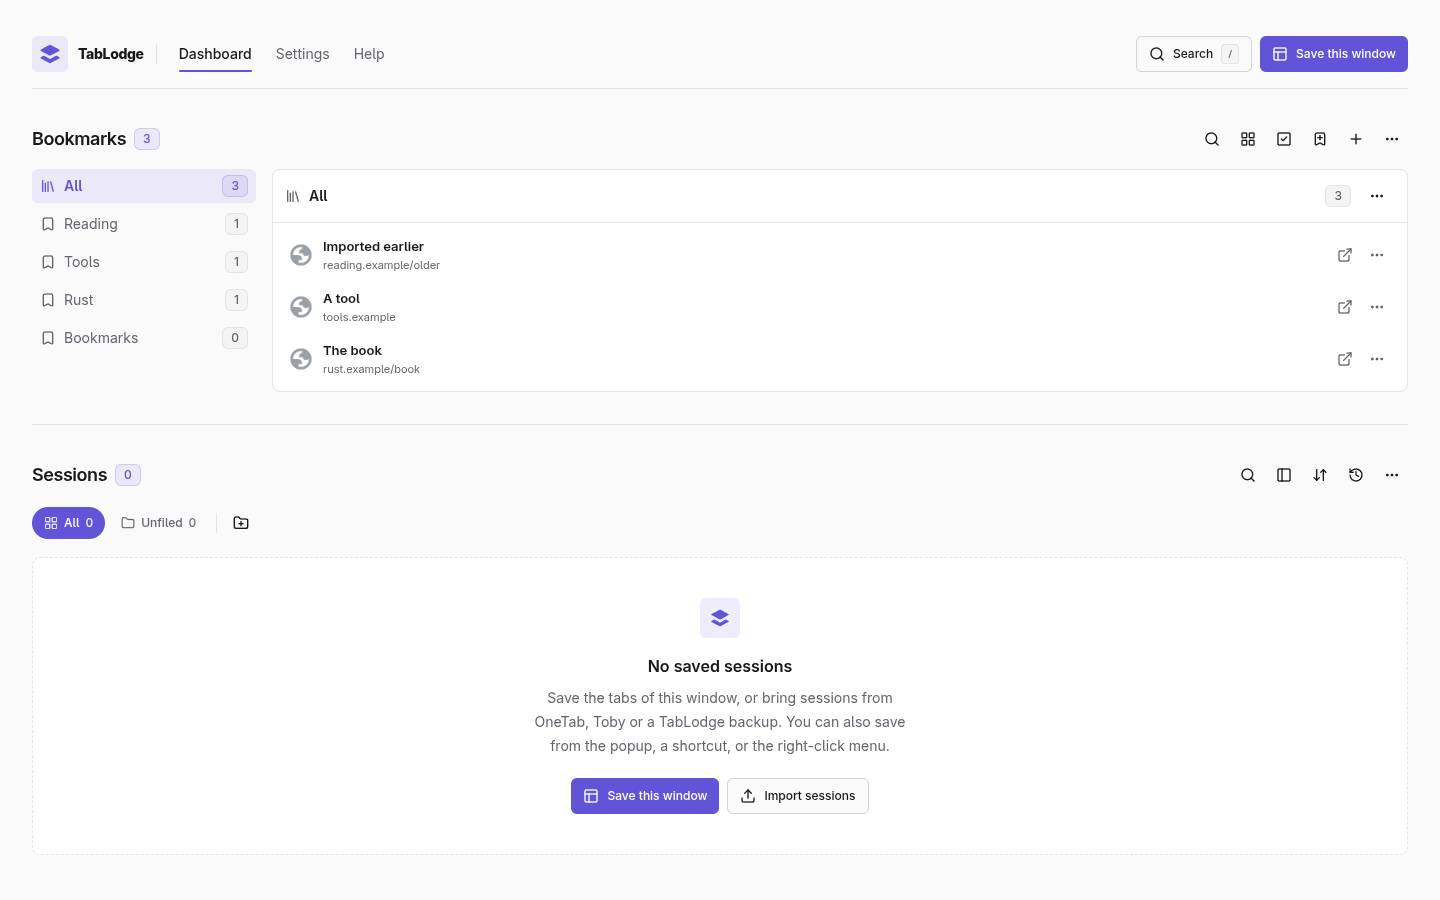 TabLodge
Dashboard
Settings
Help
Search /
Save this window
Bookmarks 3
All 3
Reading 1
Tools 1
Rust 1
Bookmarks 0
All 3
Imported earlier
reading.example/older
A tool
tools.example
The book
rust.example/book
Sessions 0
All 0
Unfiled 0
No saved sessions
Save the tabs of this window, or bring sessions from
OneTab, Toby or a TabLodge backup. You can also save
from the popup, a shortcut, or the right-click menu.
Save this window
Import sessions